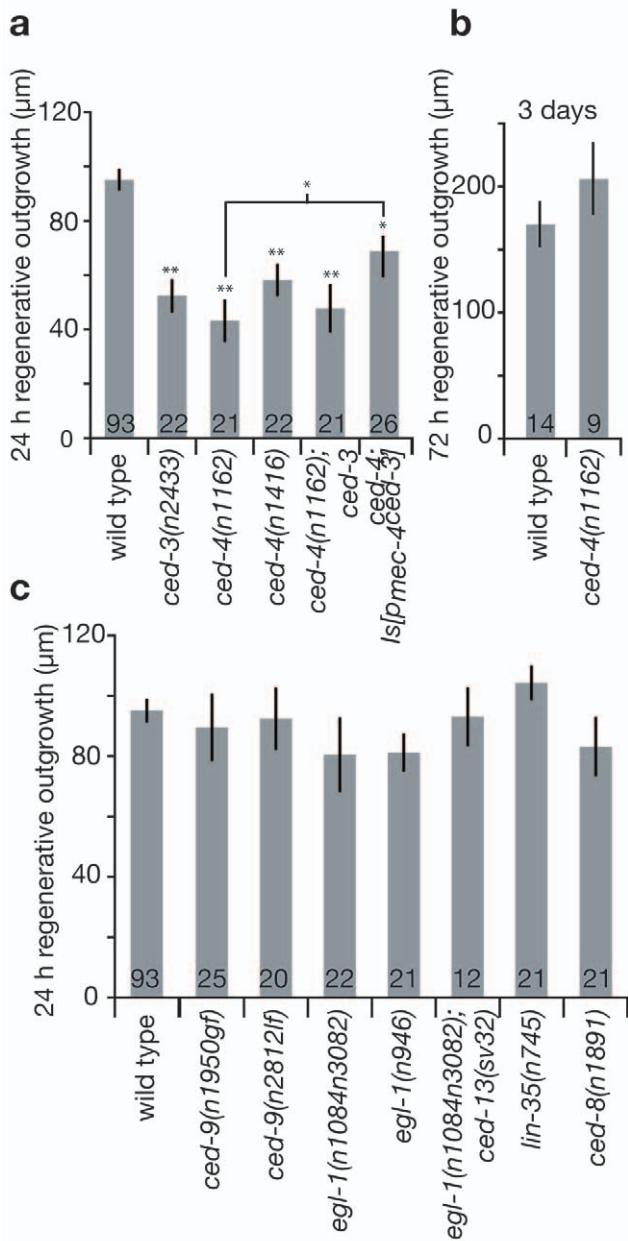 a
24 h regenerative outgrowth (μm)
120
80
40
0
*
**
**
**
**
*
93
22
21
22
21
26
wild type
ced-3(n2433)
ced-4(n1162)
ced-4(n1416)
ced-4(n1162);
ced-3
ced-4;
Is[pmec-4ced-3]
b
72 h regenerative outgrowth (μm)
3 days
200
100
0
14
9
wild type
ced-4(n1162)
c
24 h regenerative outgrowth (μm)
120
80
40
0
93
25
20
22
21
12
21
21
wild type
ced-9(n1950gf)
ced-9(n2812lf)
egl-1(n1084n3082)
egl-1(n946)
egl-1(n1084n3082);
ced-13(sv32)
lin-35(n745)
ced-8(n1891)